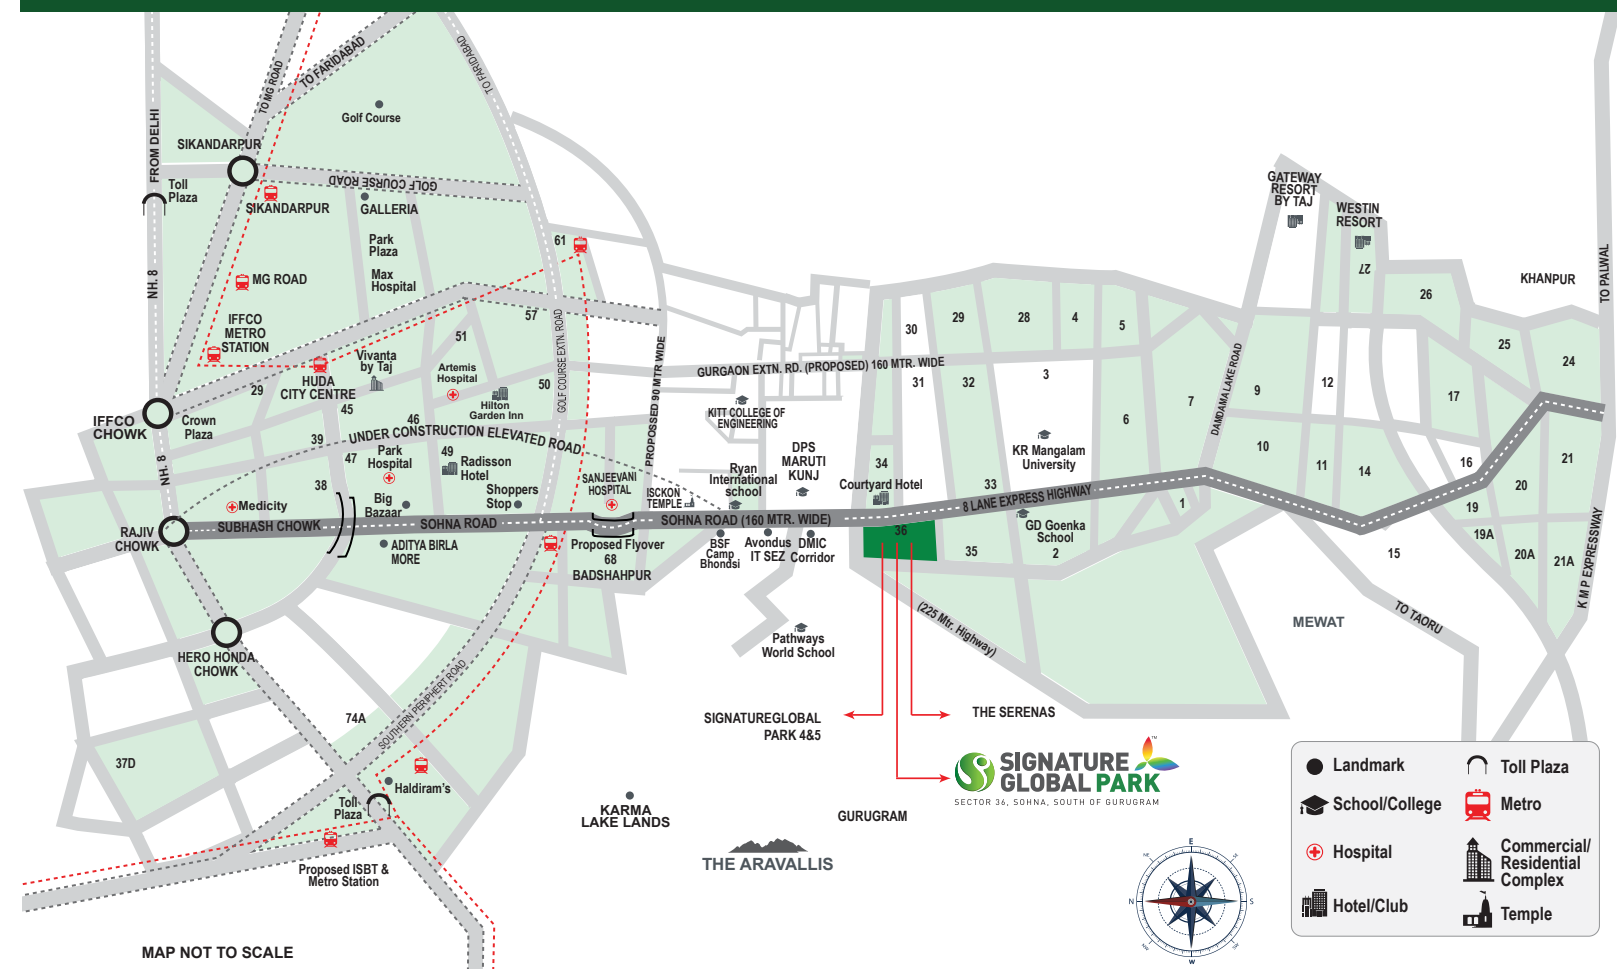 FROM DELHI
NH. 8
NH. 8
TO MG ROAD
TO FARIDABAD
TO FARIDABAD
Golf Course
SIKANDARPUR
Toll
Plaza
SIKANDARPUR
GOLF COURSE ROAD
GALLERIA
Park
Plaza
Max
Hospital
MG ROAD
IFFCO
METRO
STATION
HUDA
CITY CENTRE
Vivanta
by Taj
51
57
61
29
45
46
39
47
38
49
50
Artemis
Hospital
Hilton
Garden Inn
GOLF COURSE EXTN. ROAD
IFFCO
CHOWK
Crown
Plaza
UNDER CONSTRUCTION ELEVATED ROAD
Park
Hospital
Radisson
Hotel
Shoppers
Stop
Big
Bazaar
Medicity
SANJEEVANI
HOSPITAL
ISCKON
TEMPLE
PROPOSSED 90 MTR WIDE
RAJIV
CHOWK
SUBHASH CHOWK
SOHNA ROAD
SOHNA ROAD (160 MTR. WIDE)
8 LANE EXPRESS HIGHWAY
ADITYA BIRLA
MORE
Proposed Flyover
68
BADSHAHPUR
HERO HONDA
CHOWK
74A
37D
SOUTHERN PERIPHERT ROAD
Haldiram's
Toll
Plaza
Proposed ISBT &
Metro Station
MAP NOT TO SCALE
GURGAON EXTN. RD. (PROPOSED) 160 MTR. WIDE
KITT COLLEGE OF
ENGINEERING
DPS
MARUTI
KUNJ
Ryan
International
school
BSF
Camp
Bhondsi
Avondus
IT SEZ
DMIC
Corridor
Pathways
World School
Courtyard Hotel
KR Mangalam
University
GD Goenka
School
30
29
28
4
5
31
32
3
6
7
34
33
36
35
2
1
DAMDAMA LAKE ROAD
GATEWAY
RESORT
BY TAJ
WESTIN
RESORT
27
26
KHANPUR
TO PALWAL
25
24
9
12
17
10
11
14
16
21
20
19
19A
15
20A
21A
K M P EXPRESSWAY
MEWAT
TO TAORU
(225 Mtr. Highway)
SIGNATUREGLOBAL
PARK 4&5
THE SERENAS
SIGNATURE
GLOBAL PARK
TM
SECTOR 36, SOHNA, SOUTH OF GURUGRAM
KARMA
LAKE LANDS
GURUGRAM
THE ARAVALLIS
E
N
S
W
Landmark
School/College
Hospital
Hotel/Club
Toll Plaza
Metro
Commercial/
Residential
Complex
Temple